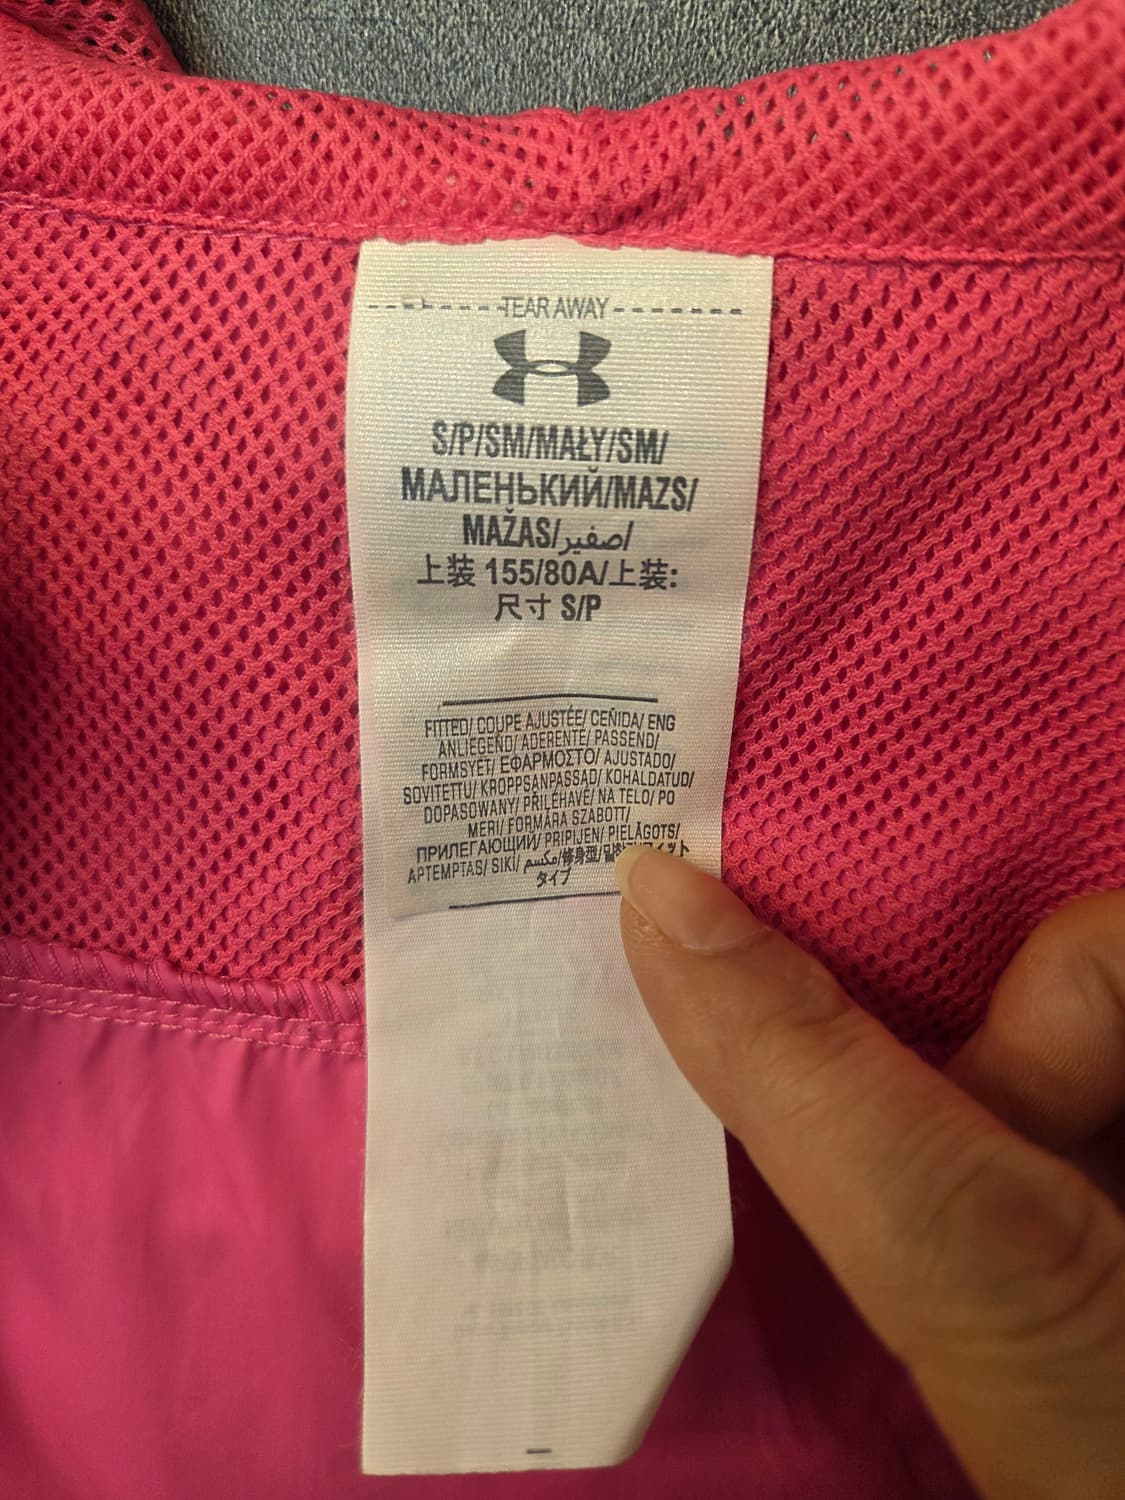 TEAR AWAY
S/P/SM/MAŁY/SM/
МАЛЕНЬКИЙ/MAZS/
MAŽAS/صغير/
上装 155/80A/上装:
尺寸 S/P
FITTED/ COUPE AJUSTÉE/ CEÑIDA/ ENG
ANLIEGEND/ ADERENTE/ PASSEND/
FORMSYET/ ΕΦΑΡΜΟΣΤΟ/ AJUSTADO/
SOVITETTU/ KROPPSANPASSAD/ KOHALDATUD/
DOPASOWANY/ PŘILÉHAVÉ/ NA TELO/ PO
MERI/ FORMÁRA SZABOTT/
ПРИЛЕГАЮЩИЙ/ PRIPIJEN/ PIELĀGOTS/
APTEMPTAS/ SIKI/ مكسم/修身型/
タイプ